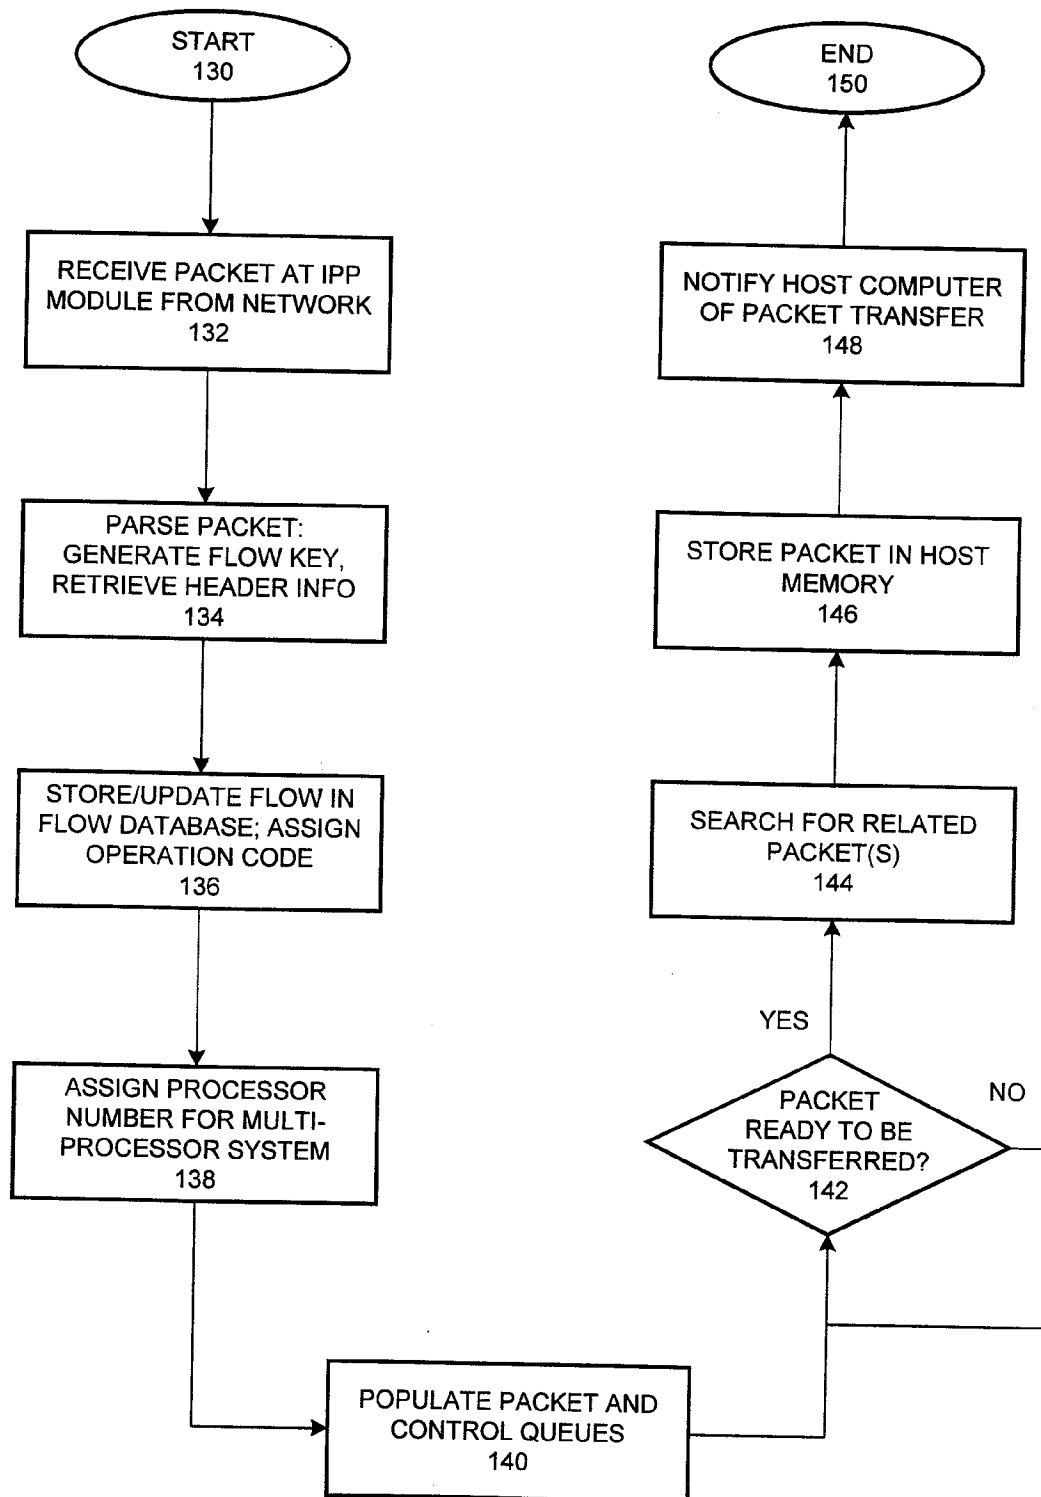 START
130
RECEIVE PACKET AT IPP
MODULE FROM NETWORK
132
PARSE PACKET:
GENERATE FLOW KEY,
RETRIEVE HEADER INFO
134
STORE/UPDATE FLOW IN
FLOW DATABASE; ASSIGN
OPERATION CODE
136
ASSIGN PROCESSOR
NUMBER FOR MULTI-
PROCESSOR SYSTEM
138
POPULATE PACKET AND
CONTROL QUEUES
140
PACKET
READY TO BE
TRANSFERRED?
142
YES
NO
SEARCH FOR RELATED
PACKET(S)
144
STORE PACKET IN HOST
MEMORY
146
NOTIFY HOST COMPUTER
OF PACKET TRANSFER
148
END
150